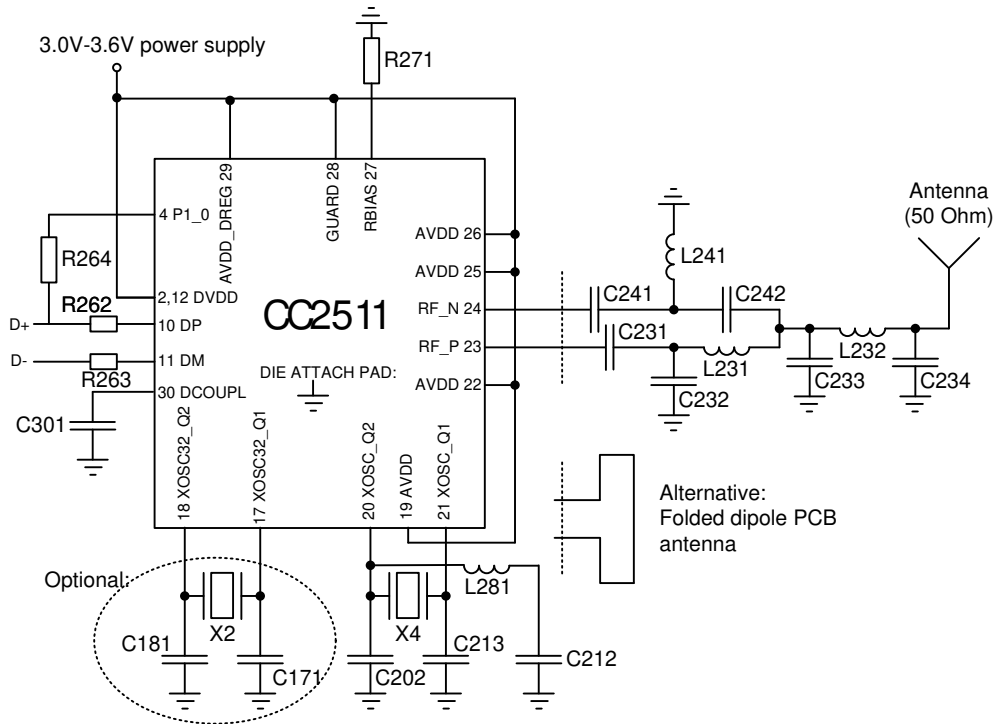 3.0V-3.6V power supply
R271
AVDD_DREG 29
GUARD 28
RBIAS 27
4 P1_0
R264
2,12 DVDD
R262
D+
10 DP
D-
11 DM
R263
30 DCOUPL
C301
CC2511
DIE ATTACH PAD:
AVDD 26
AVDD 25
RF_N 24
RF_P 23
AVDD 22
18 XOSC32_Q2
17 XOSC32_Q1
20 XOSC_Q2
19 AVDD
21 XOSC_Q1
Antenna
(50 Ohm)
L241
C241
C242
C231
L231
C232
L232
C233
C234
Alternative:
Folded dipole PCB
antenna
Optional:
X2
C181
C171
L281
X4
C213
C202
C212